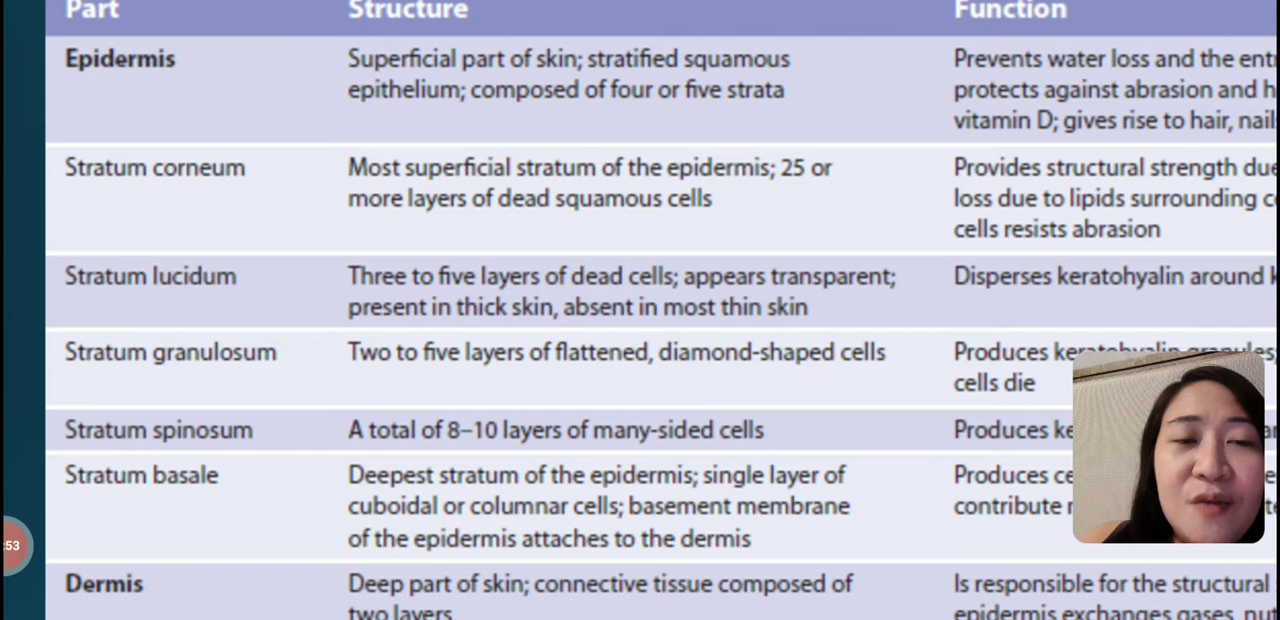 Part Structure Function
Epidermis Superficial part of skin; stratified squamous Prevents water loss and the
epithelium; composed of four or five strata protects against abrasion and
vitamin D; gives rise to hair,
Stratum corneum Most superficial stratum of the epidermis; 25 or Provides structural strength
more layers of dead squamous cells loss due to lipids surrounding
cells resists abrasion
Stratum lucidum Three to five layers of dead cells; appears transparent; Disperses keratohyalin around
present in thick skin, absent in most thin skin
Stratum granulosum Two to five layers of flattened, diamond-shaped cells Produces keratohyalin granules;
cells die
Stratum spinosum A total of 8–10 layers of many-sided cells Produces
Stratum basale Deepest stratum of the epidermis; single layer of Produces
cuboidal or columnar cells; basement membrane contribute
of the epidermis attaches to the dermis
Dermis Deep part of skin; connective tissue composed of Is responsible for the structural
two layers epidermis exchanges gases,
:53